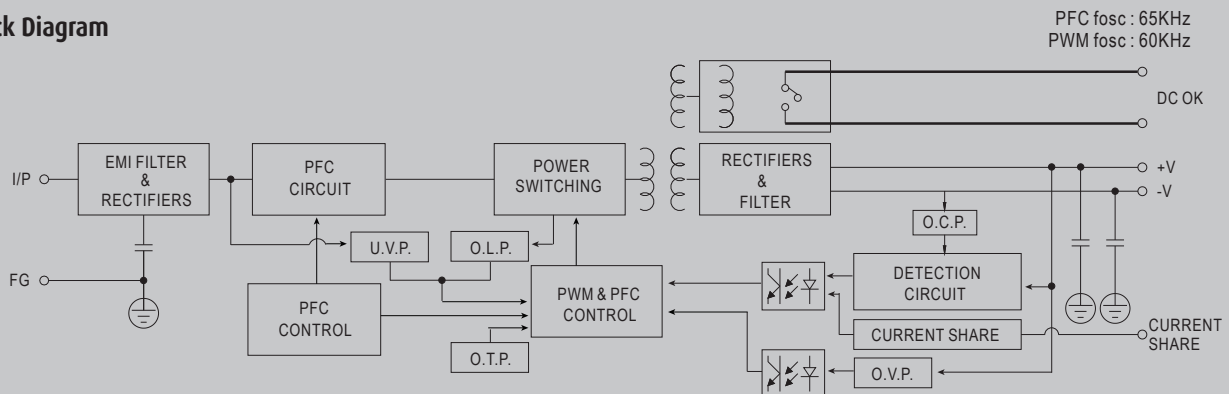 ck Diagram
PFC fosc : 65KHz
PWM fosc : 60KHz
DC OK
I/P
EMI FILTER
&
RECTIFIERS
PFC
CIRCUIT
POWER
SWITCHING
RECTIFIERS
&
FILTER
+V
-V
O.C.P.
U.V.P.
O.L.P.
FG
PFC
CONTROL
PWM & PFC
CONTROL
DETECTION
CIRCUIT
CURRENT SHARE
CURRENT
SHARE
O.T.P.
O.V.P.